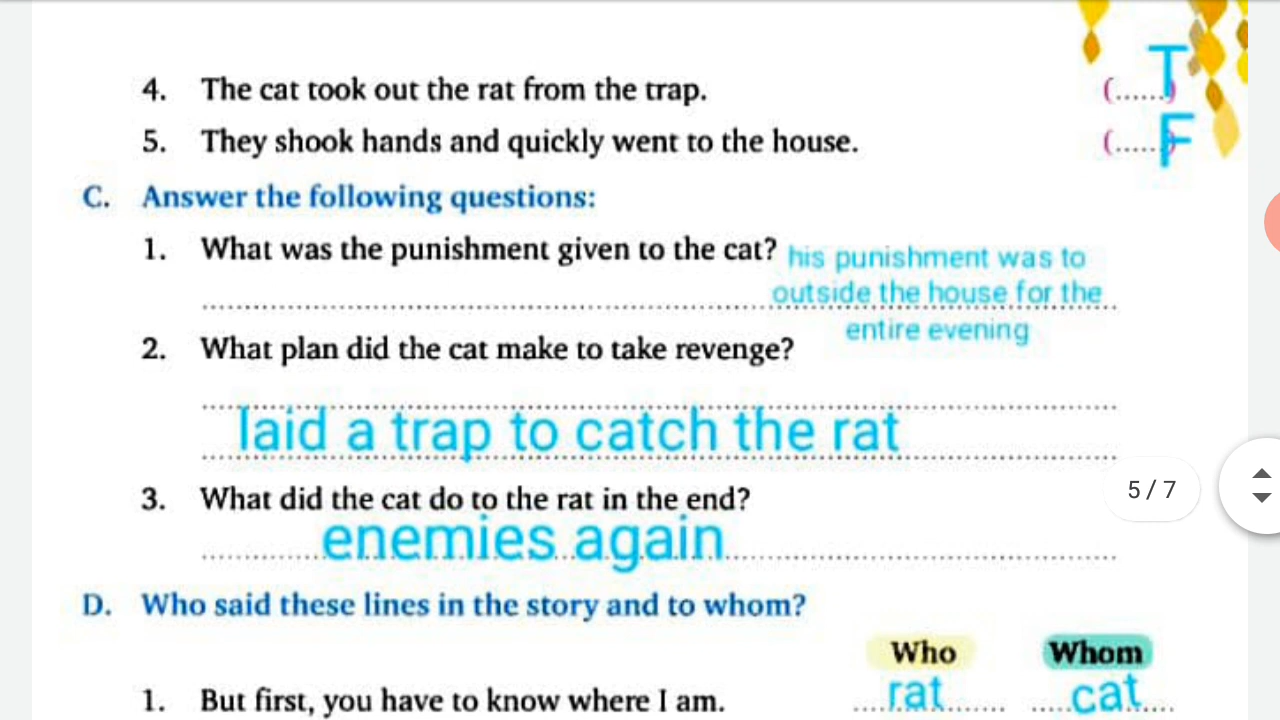 4. The cat took out the rat from the trap. (......) T
5. They shook hands and quickly went to the house. (......) F
C. Answer the following questions:
1. What was the punishment given to the cat? his punishment was to
outside the house for the
entire evening
2. What plan did the cat make to take revenge?
laid a trap to catch the rat
3. What did the cat do to the rat in the end?
enemies again
5 / 7
D. Who said these lines in the story and to whom?
Who Whom
1. But first, you have to know where I am. rat cat